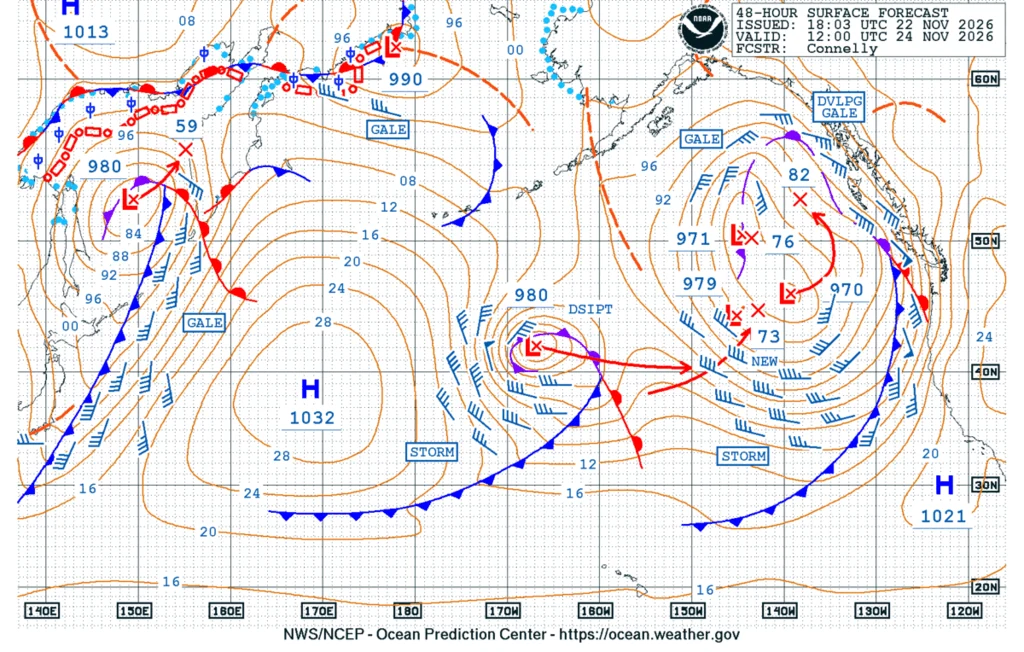 H
1013
08
96
96
L
990
00
NOAA
48-HOUR SURFACE FORECAST
ISSUED: 18:03 UTC 22 NOV 2026
VALID: 12:00 UTC 24 NOV 2026
FCSTR: Connelly
60N
DVLPG
GALE
96
59
GALE
GALE
980
96
92
08
82
12
L
84
16
971
L
76
50N
88
92
20
979
970
24
L
96
980
DSIPT
L
00
GALE
28
73
24
L
NEW
40N
H
1032
28
STORM
12
STORM
20
16
24
16
H
30N
1021
20
16
16
20N
140E
150E
160E
170E
180
170W
160W
150W
140W
130W
120W
NWS/NCEP - Ocean Prediction Center - https://ocean.weather.gov